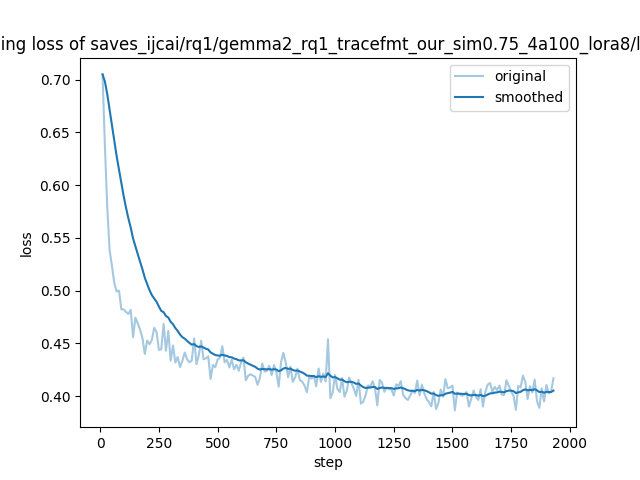 ing loss of saves_ijcai/rq1/gemma2_rq1_tracefmt_our_sim0.75_4a100_lora8/l
original
smoothed
0.70
0.65
0.60
0.55
0.50
0.45
0.40
loss
0 250 500 750 1000 1250 1500 1750 2000
step